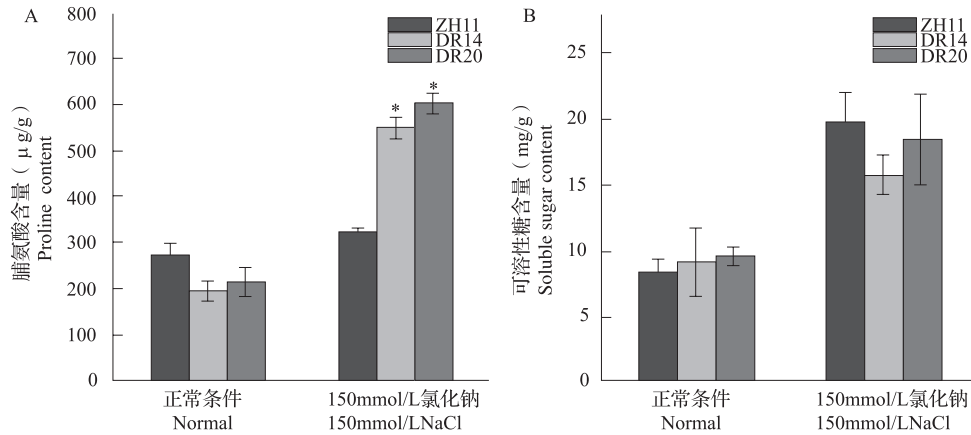 A
800
700
600
500
400
300
200
100
0
脯氨酸含量（μg/g）
Proline content
ZH11
DR14
DR20
*
*
正常条件
Normal
150mmol/L氯化钠
150mmol/LNaCl
B
25
20
15
10
5
0
可溶性糖含量（mg/g）
Soluble sugar content
ZH11
DR14
DR20
正常条件
Normal
150mmol/L氯化钠
150mmol/LNaCl